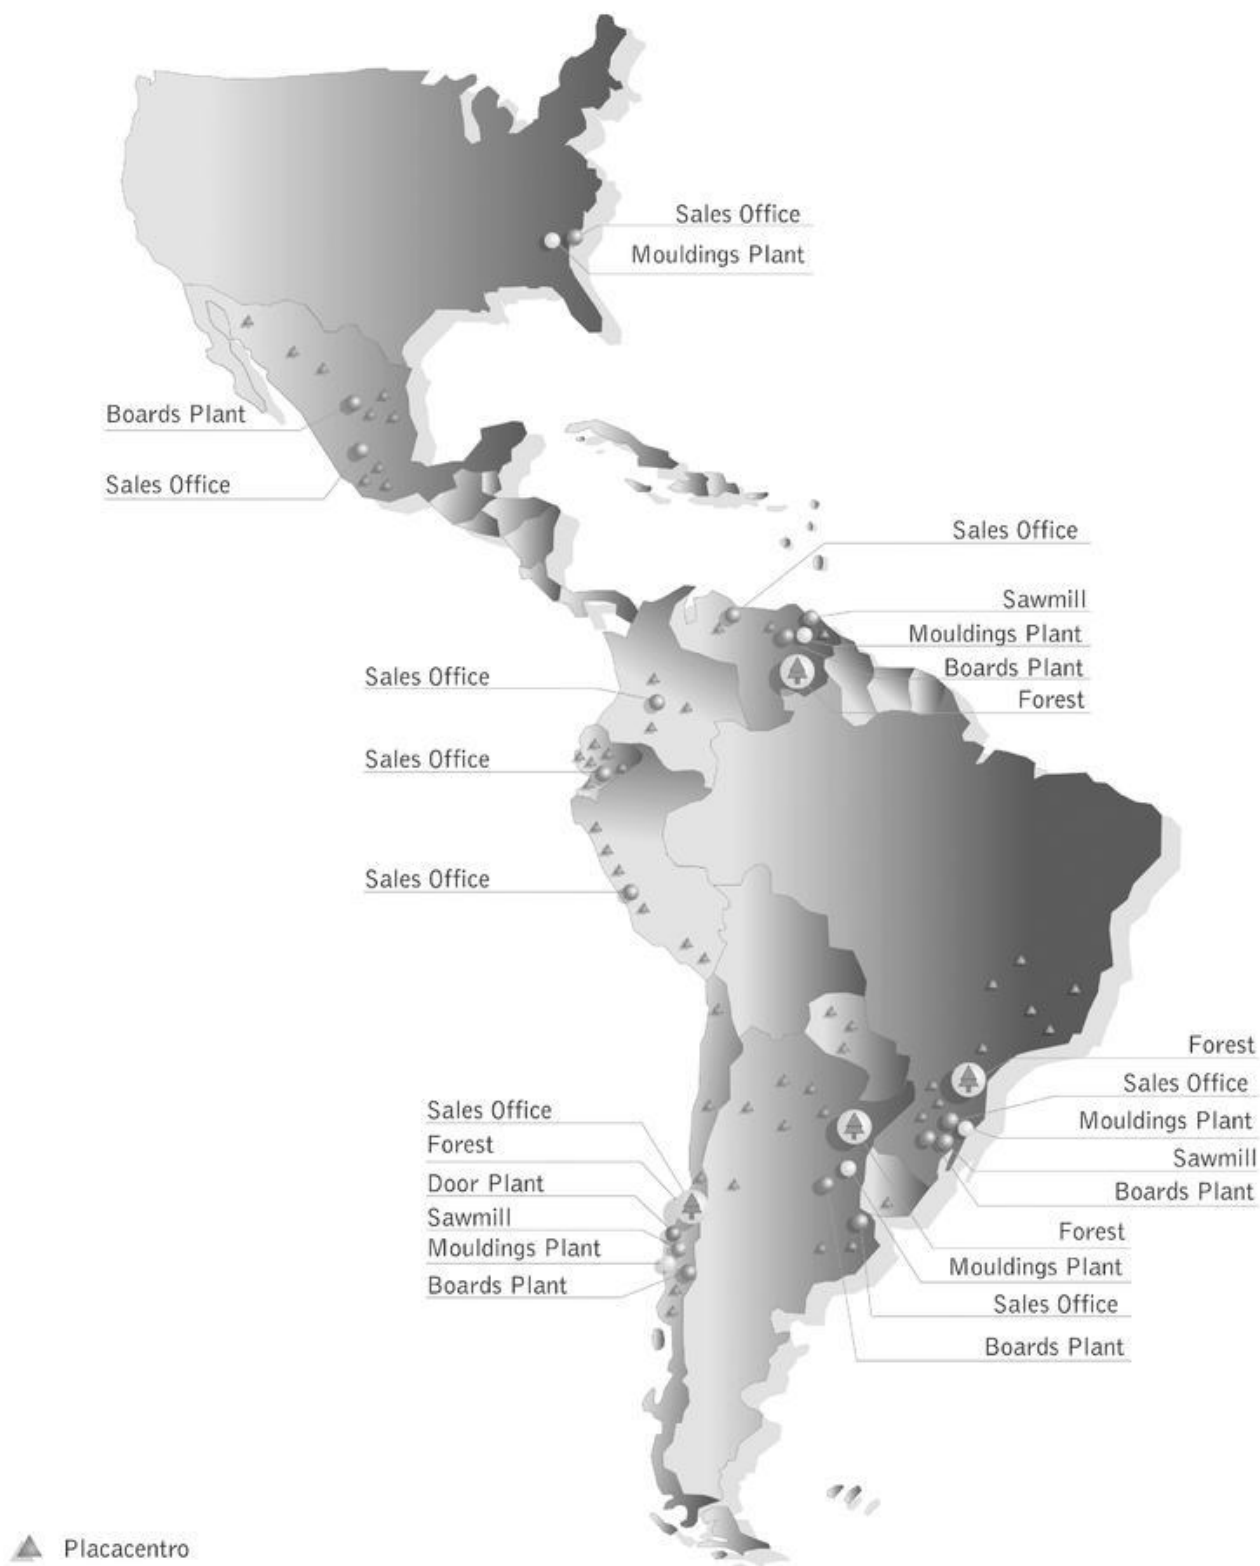 Sales Office
Mouldings Plant
Boards Plant
Sales Office
Sales Office
Sawmill
Mouldings Plant
Boards Plant
Forest
Sales Office
Sales Office
Sales Office
Forest
Sales Office
Mouldings Plant
Sawmill
Boards Plant
Sales Office
Forest
Door Plant
Sawmill
Mouldings Plant
Boards Plant
Forest
Mouldings Plant
Sales Office
Boards Plant
Placacentro